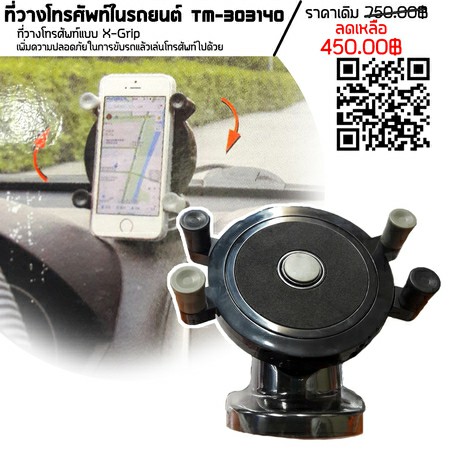 ที่วางโทรศัพท์ในรถยนต์ TM-303140
ที่วางโทรศัพท์แบบ X-Grip
เพิ่มความปลอดภัยในการขับรถแล้วเล่นโทรศัพท์ไปด้วย
ราคาเดิม 750.00฿
ลดเหลือ
450.00฿